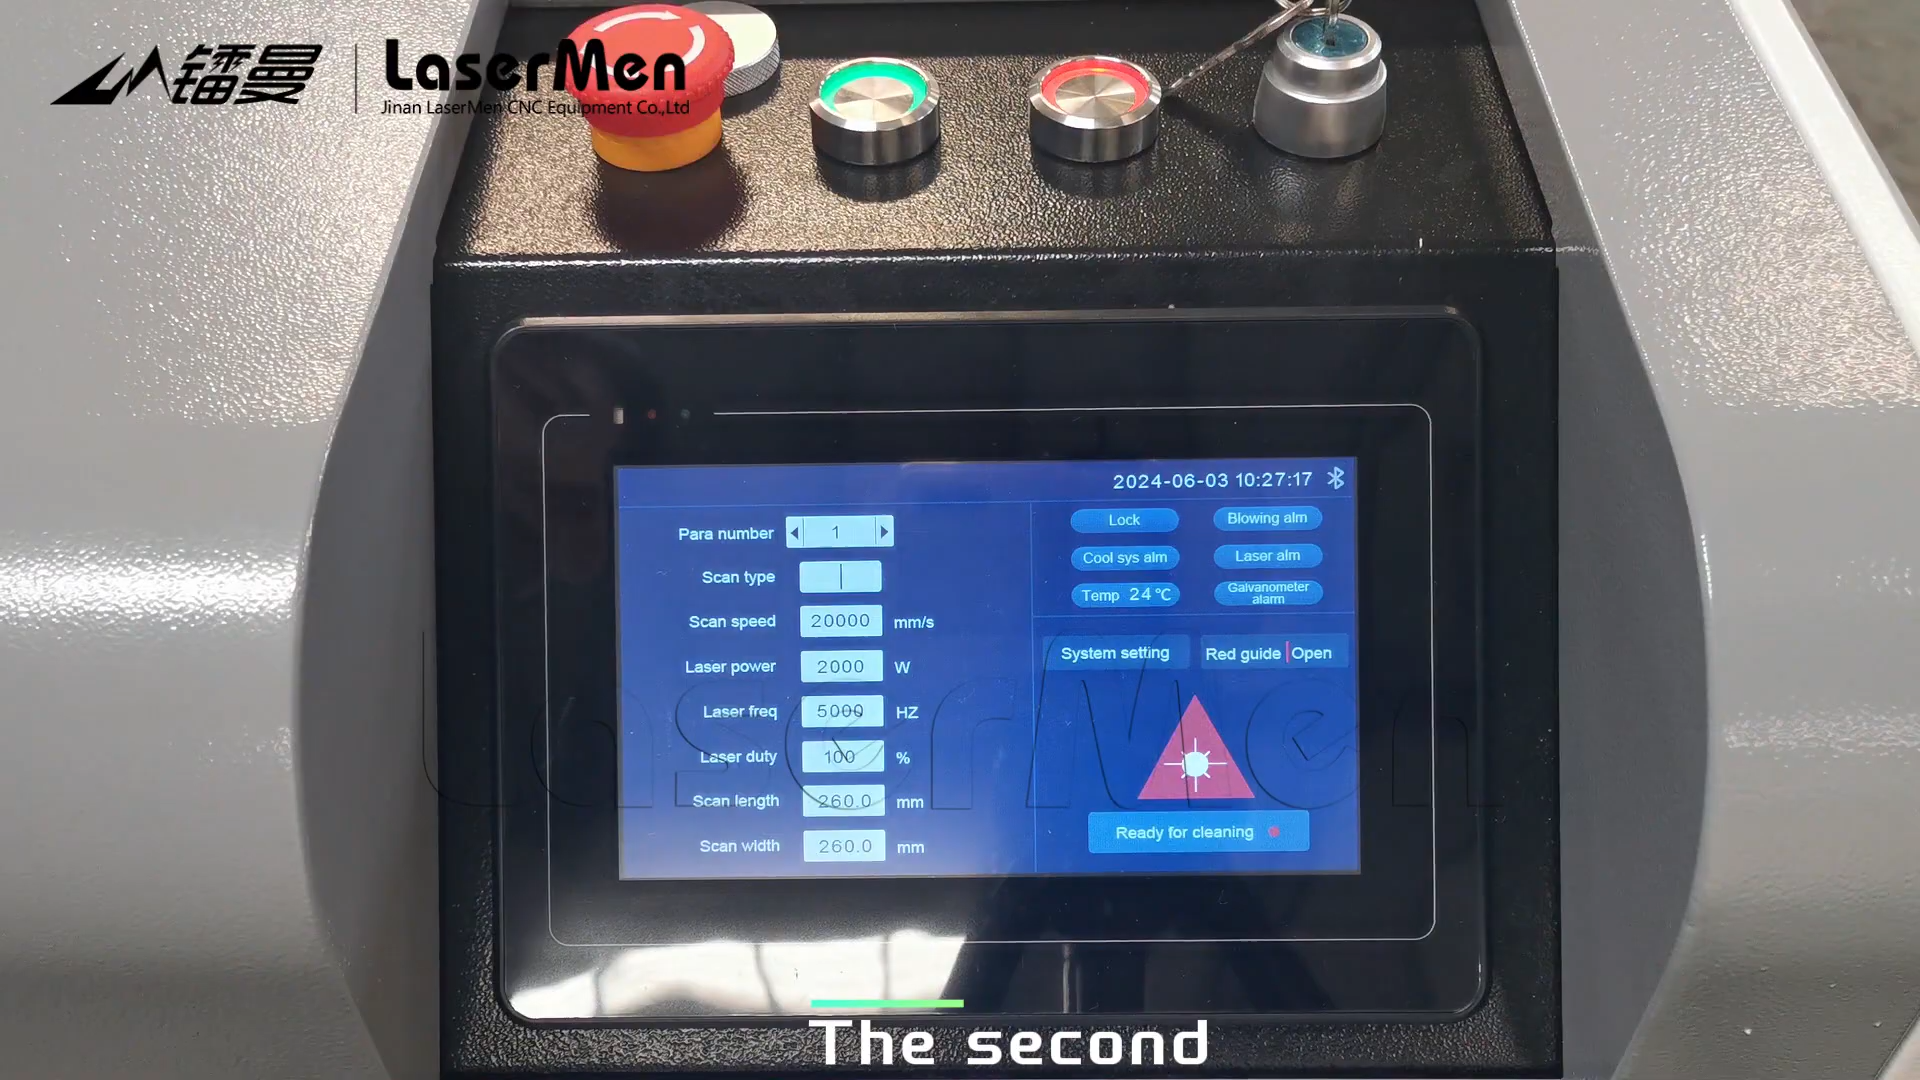 镭曼
LaserMen
Jinan LaserMen CNC Equipment Co.,Ltd
2024-06-03 10:27:17
Para number 1
Scan type |
Scan speed 20000 mm/s
Laser power 2000 W
Laser freq 5000 HZ
Laser duty 100 %
Scan length 260.0 mm
Scan width 260.0 mm
Lock
Blowing alm
Cool sys alm
Laser alm
Temp 24℃
Galvanometer
alarm
System setting
Red guide Open
Ready for cleaning
LaserMen
The second